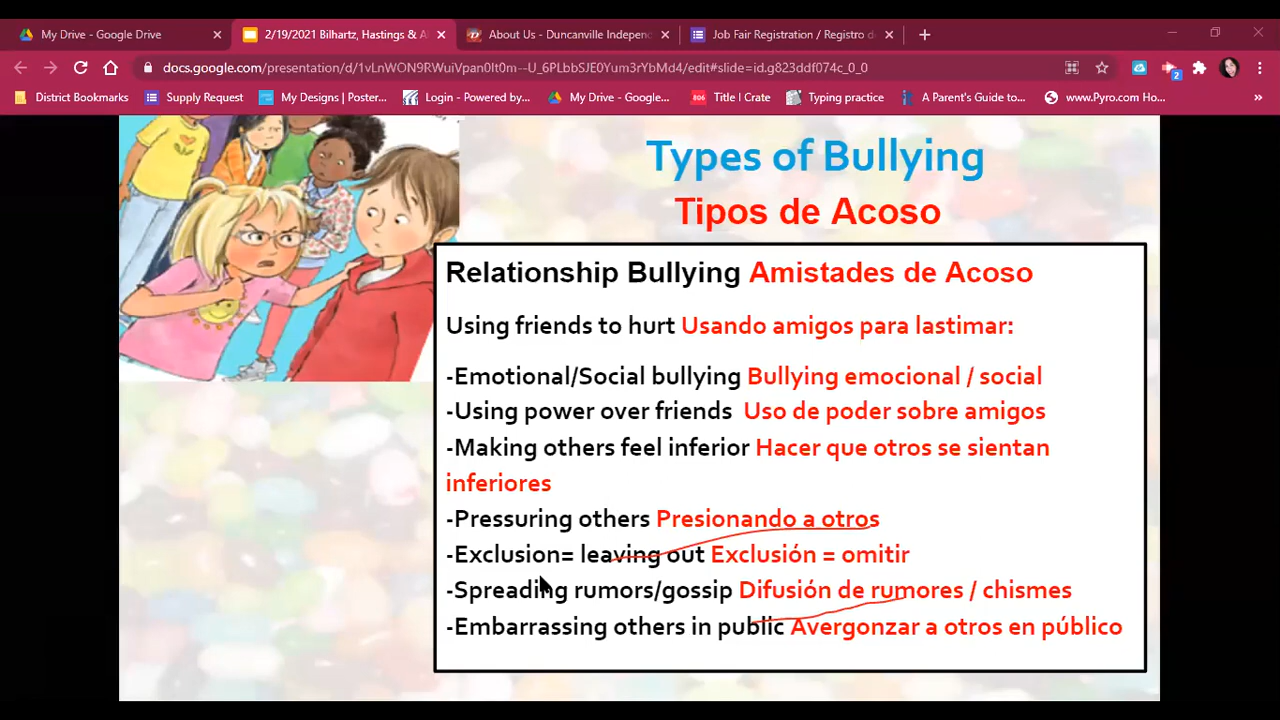 My Drive - Google Drive
2/19/2021 Bilhartz, Hastings & Al
About Us - Duncanville Independ
Job Fair Registration / Registro de
docs.google.com/presentation/d/1vLnWON9RWuiVpan0lt0m--U_6PLbbSJE0Yum3rYbMd4/edit#slide=id.g823ddf074c_0_0
2
District Bookmarks
Supply Request
My Designs | Poster...
Login - Powered by...
My Drive - Google...
Title I Crate
Typing practice
A Parent's Guide to...
www.Pyro.com Ho...
Types of Bullying
Tipos de Acoso
Relationship Bullying Amistades de Acoso
Using friends to hurt Usando amigos para lastimar:
-Emotional/Social bullying Bullying emocional / social
-Using power over friends Uso de poder sobre amigos
-Making others feel inferior Hacer que otros se sientan
inferiores
-Pressuring others Presionando a otros
-Exclusion= leaving out Exclusión = omitir
-Spreading rumors/gossip Difusión de rumores / chismes
-Embarrassing others in public Avergonzar a otros en público